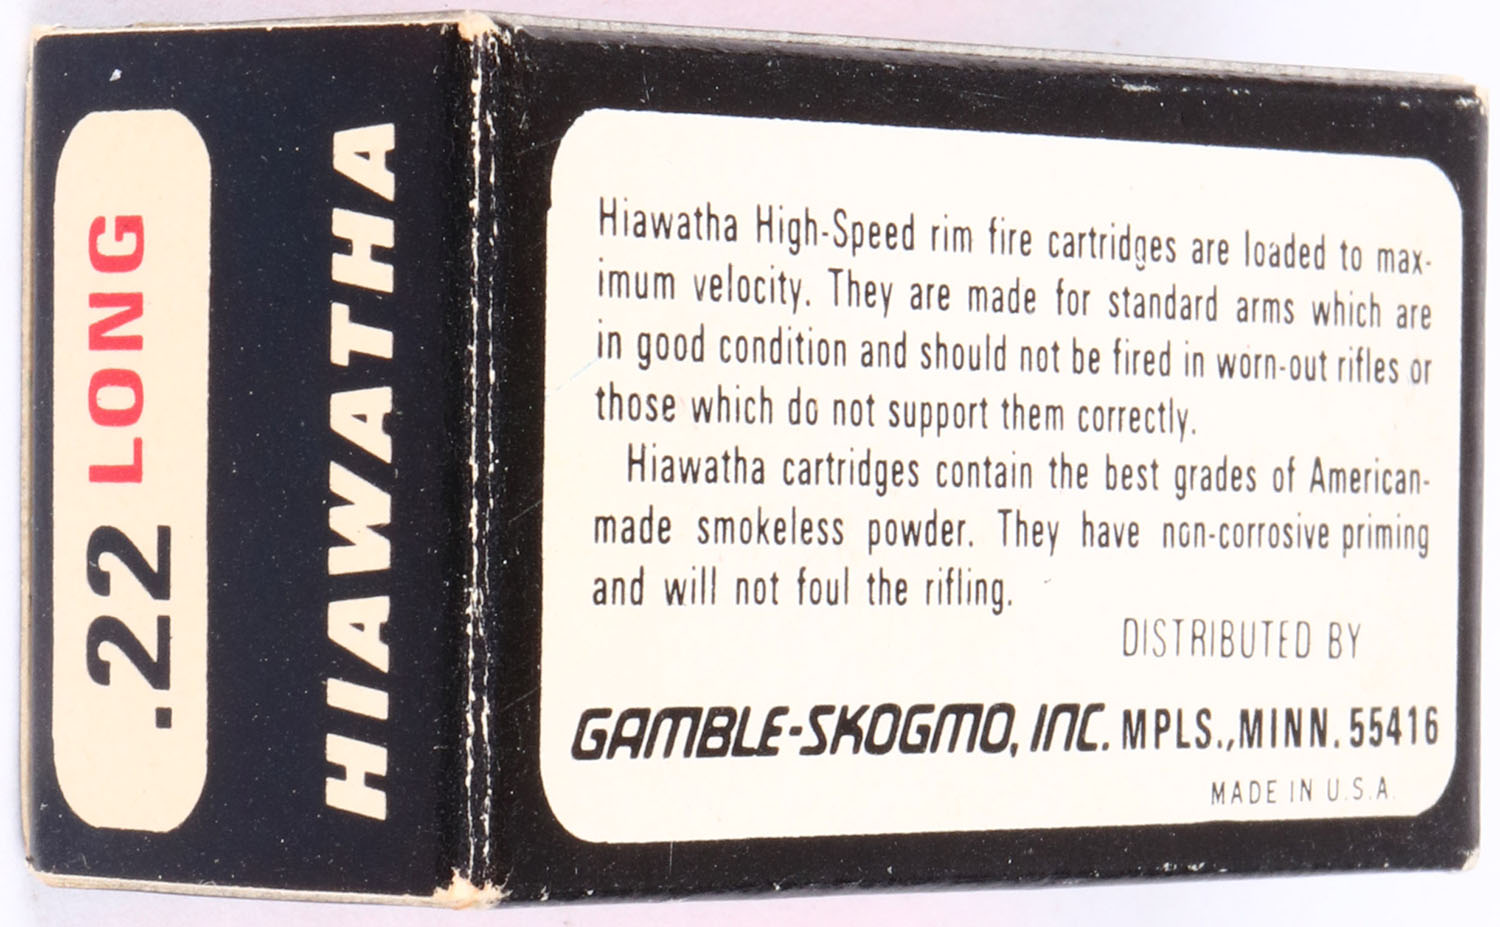 .22 LONG
HIAWATHA
Hiawatha High-Speed rim fire cartridges are loaded to max-
imum velocity. They are made for standard arms which are
in good condition and should not be fired in worn-out rifles or
those which do not support them correctly.
Hiawatha cartridges contain the best grades of American-
made smokeless powder. They have non-corrosive priming
and will not foul the rifling.
DISTRIBUTED BY
GAMBLE-SKOGMO, INC. MPLS., MINN. 55416
MADE IN U.S.A.